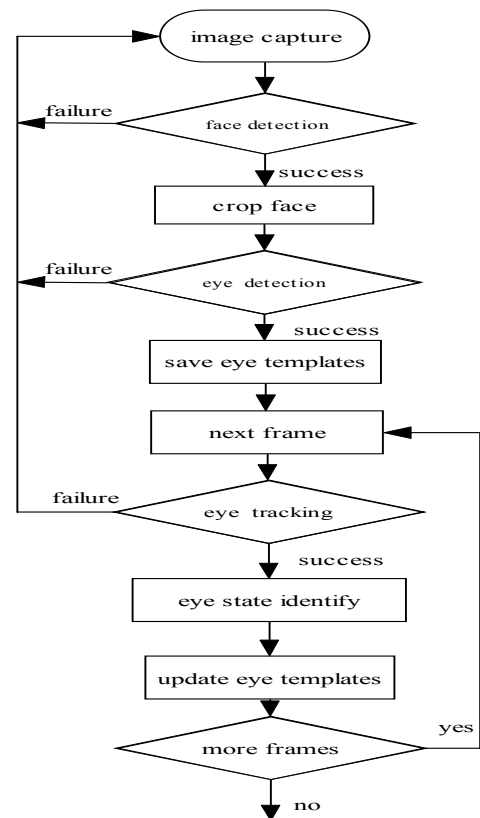 image capture
failure
face detection
success
crop face
failure
eye detection
success
save eye templates
next frame
failure
eye tracking
success
eye state identify
update eye templates
yes
more frames
no